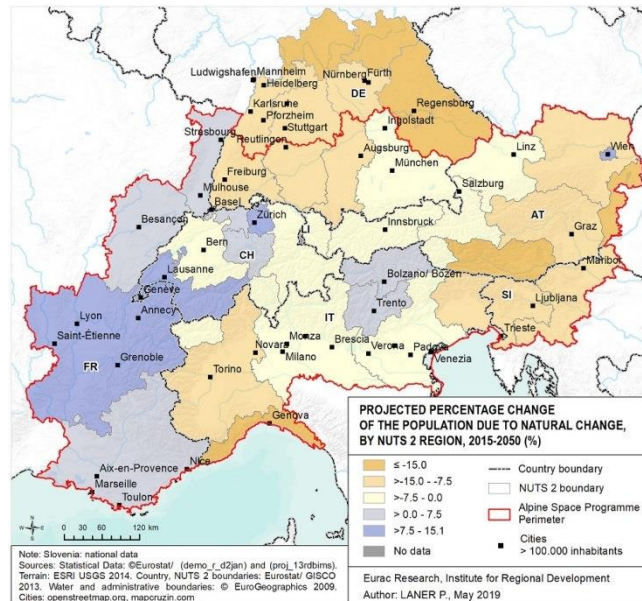 Ludwigshafen
Mannheim
Heidelberg
Nürnberg
Fürth
DE
Karlsruhe
Pforzheim
Regensburg
Strasbourg
Stuttgart
Ingolstadt
Reutlingen
Augsburg
Linz
Wien
Freiburg
München
Mulhouse
Salzburg
Basel
Besançon
Zürich
LI
Innsbruck
AT
Bern
CH
Graz
Lausanne
Bolzano/ Bozen
Maribor
Genève
SI
Annecy
Trento
Ljubljana
Lyon
IT
Saint-Étienne
Novara
Monza
Brescia
Verona
Padova
Trieste
Milano
Venezia
FR
Grenoble
Torino
Genova
Aix-en-Provence
Nice
Marseille
Toulon
0 20 40 80 120 km
PROJECTED PERCENTAGE CHANGE
OF THE POPULATION DUE TO NATURAL CHANGE,
BY NUTS 2 REGION, 2015-2050 (%)
≤ -15.0
>-15.0 - -7.5
>-7.5 - 0.0
> 0.0 - 7.5
>7.5 - 15.1
No data
Country boundary
NUTS 2 boundary
Alpine Space Programme
Perimeter
Cities
> 100.000 inhabitants
Note: Slovenia: national data
Sources: Statistical Data: ©Eurostat/ (demo_r_d2jan) and (proj_13rdbims).
Terrain: ESRI USGS 2014. Country, NUTS 2 boundaries: Eurostat/ GISCO
2013. Water and administrative boundaries: © EuroGeographics 2009.
Cities: openstreetmap.org, mapcruzin.com
Eurac Research, Institute for Regional Development
Author: LANER P., May 2019